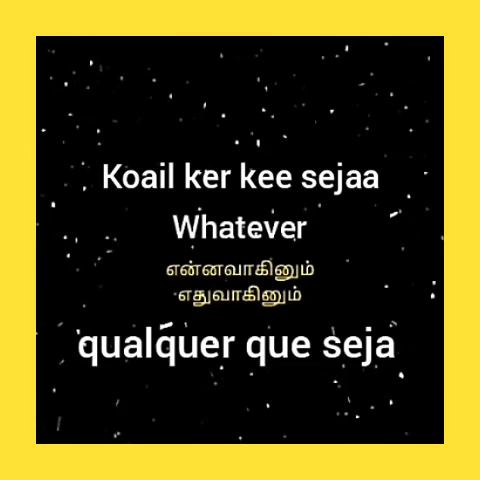 Koail ker kee sejaa
Whatever
என்னவாகினும்
எதுவாகினும்
qualquer que seja